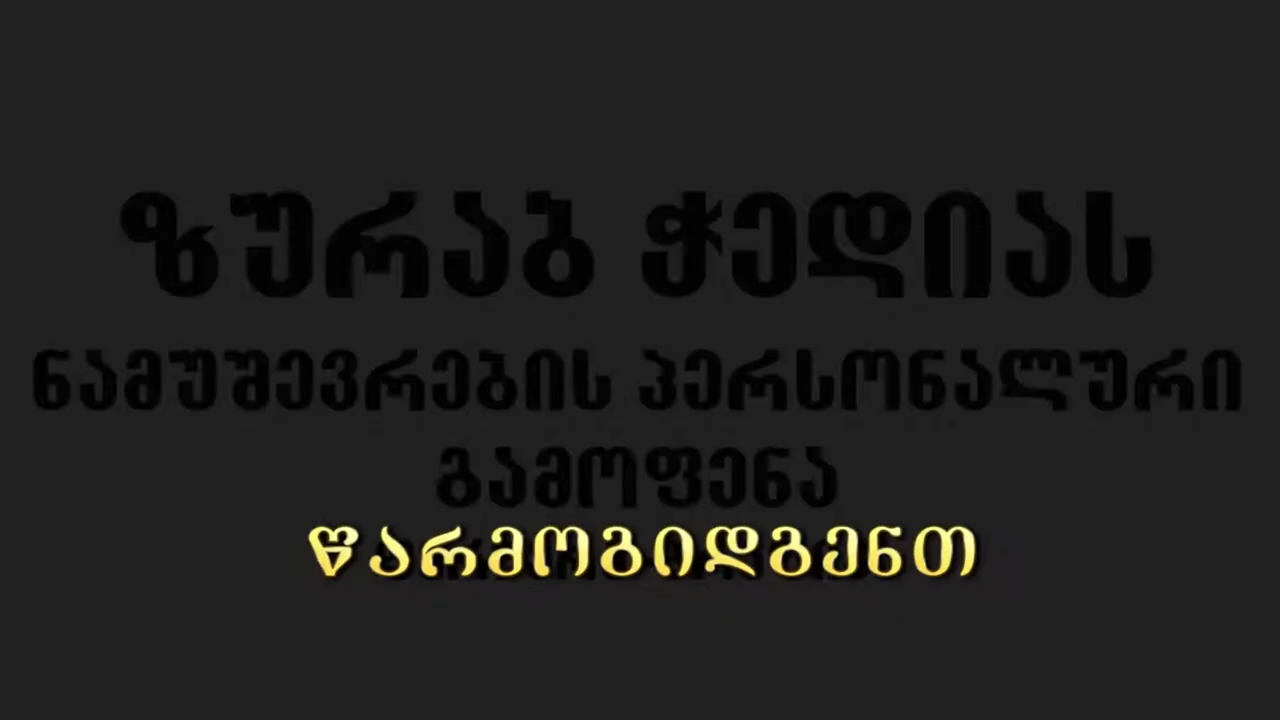 ზურაბ ჭედიას
ნამუშევრების პერსონალური
გამოფენა
წარმოგიდგენთ